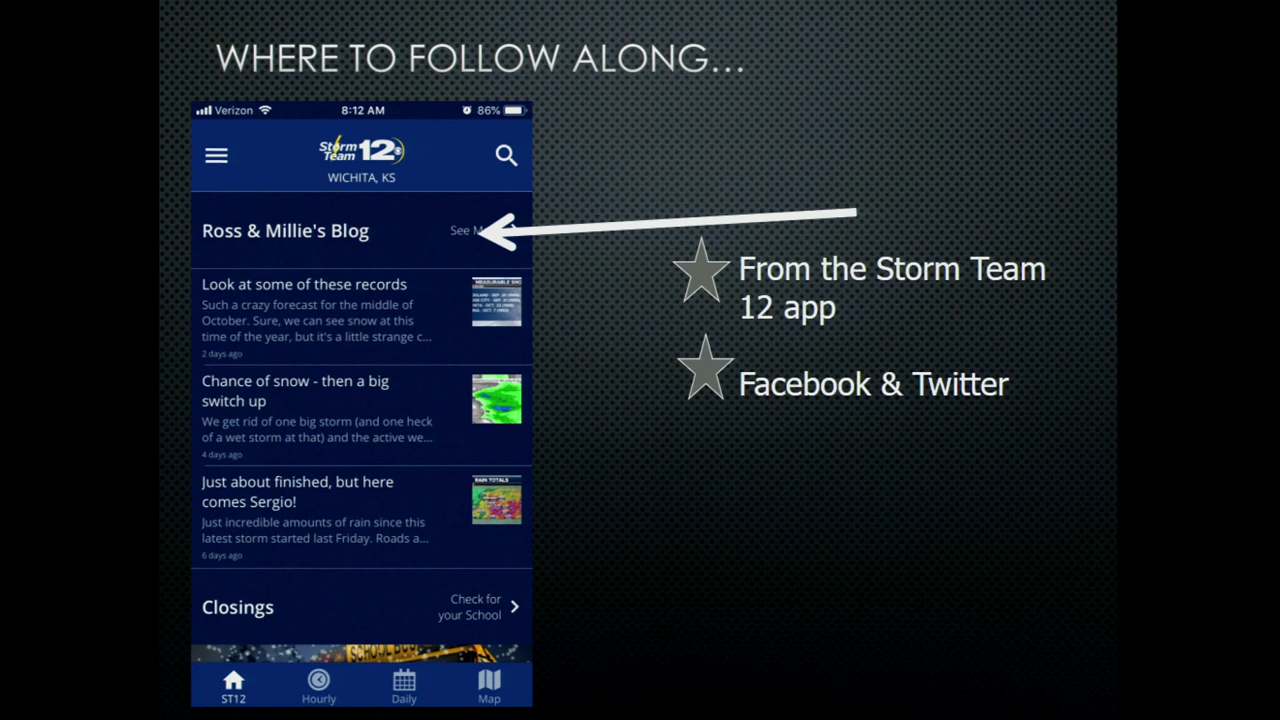 WHERE TO FOLLOW ALONG...
Verizon
8:12 AM
86%
Storm
Team
12
WICHITA, KS
Ross & Millie's Blog
See M
Look at some of these records
Such a crazy forecast for the middle of
October. Sure, we can see snow at this
time of the year, but it's a little strange c...
2 days ago
Chance of snow - then a big
switch up
We get rid of one big storm (and one heck
of a wet storm at that) and the active we...
4 days ago
RAIN TOTALS
Just about finished, but here
comes Sergio!
Just incredible amounts of rain since this
latest storm started last Friday. Roads a...
6 days ago
Closings
Check for
your School
ST12
Hourly
Daily
Map
From the Storm Team
12 app
Facebook & Twitter